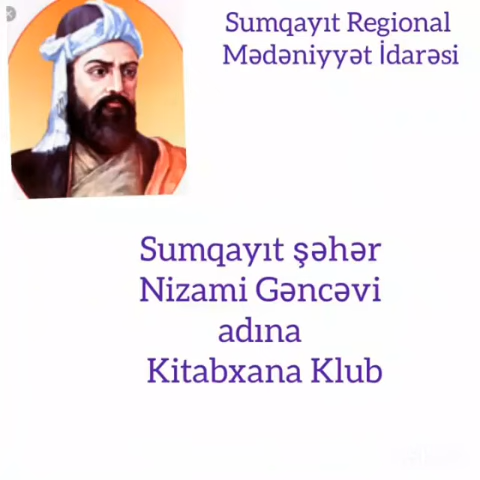 Sumqayıt Regional
Mədəniyyət İdarəsi
Sumqayıt şəhər
Nizami Gəncəvi
adına
Kitabxana Klub